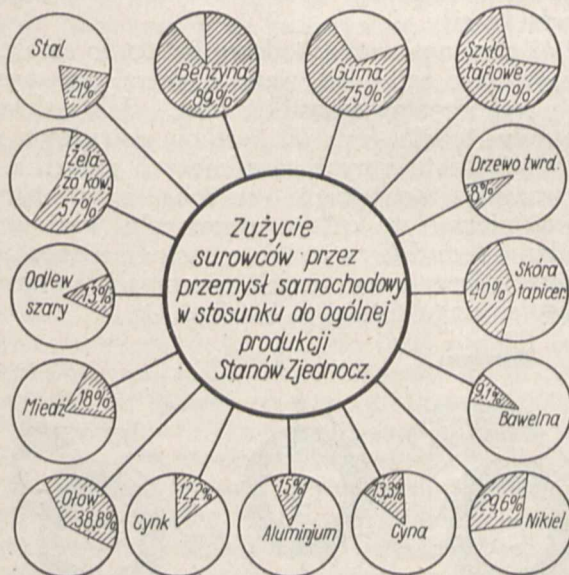 Stal
21%
Benzyna
89%
Guma
75%
Szkło
taflowe
70%
Żela-
zo kow.
57%
Drzewo twrd.
8%
Zużycie
surowców przez
przemysł samochodowy
w stosunku do ogólnej
produkcji
Stanów Zjednocz.
Odlew
szary
13%
40%
Skóra
tapicer.
Miedź
18%
9,1%
Bawełna
Ołów
38,8%
Cynk
12,2%
15%
Aluminjum
13,3%
Cyna
29,6%
Nikiel